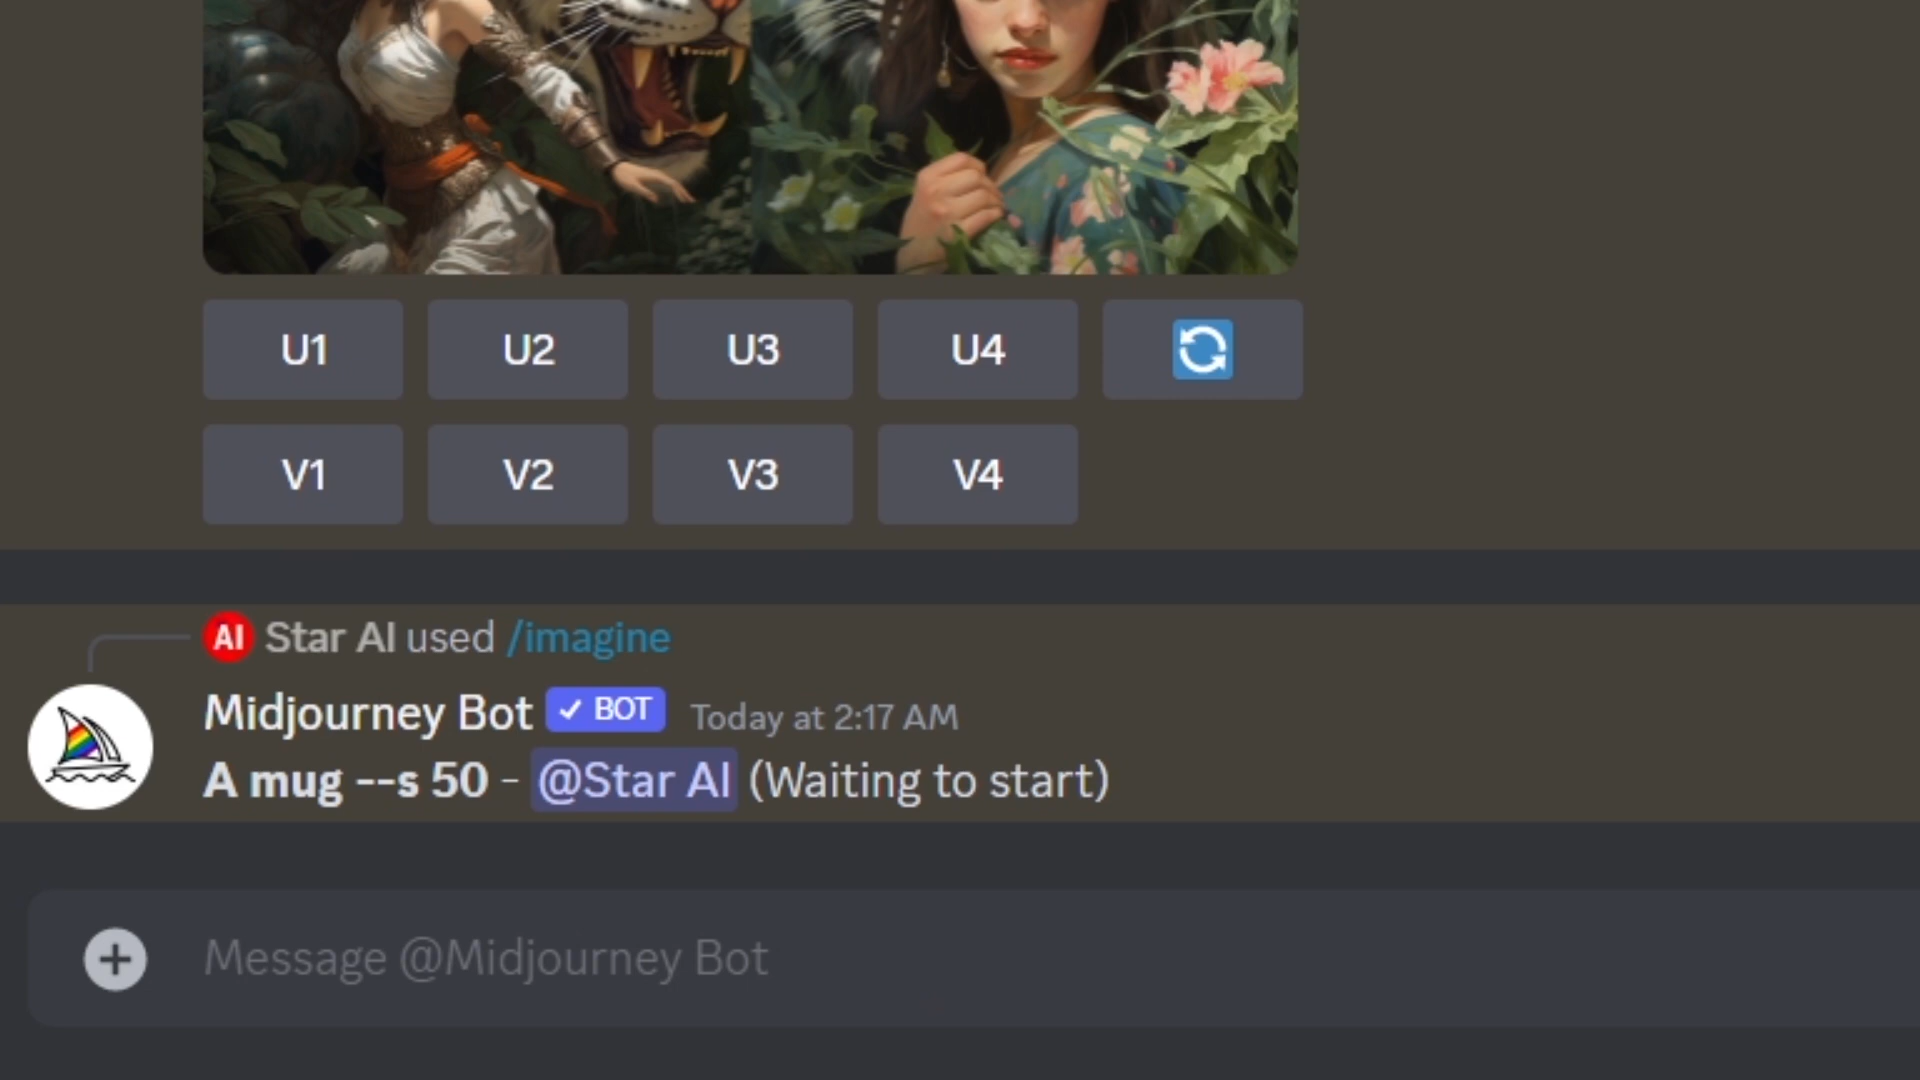 U1 U2 U3 U4
V1 V2 V3 V4
AI Star AI used /imagine
Midjourney Bot ✓ BOT Today at 2:17 AM
A mug --s 50 - @Star AI (Waiting to start)
Message @Midjourney Bot